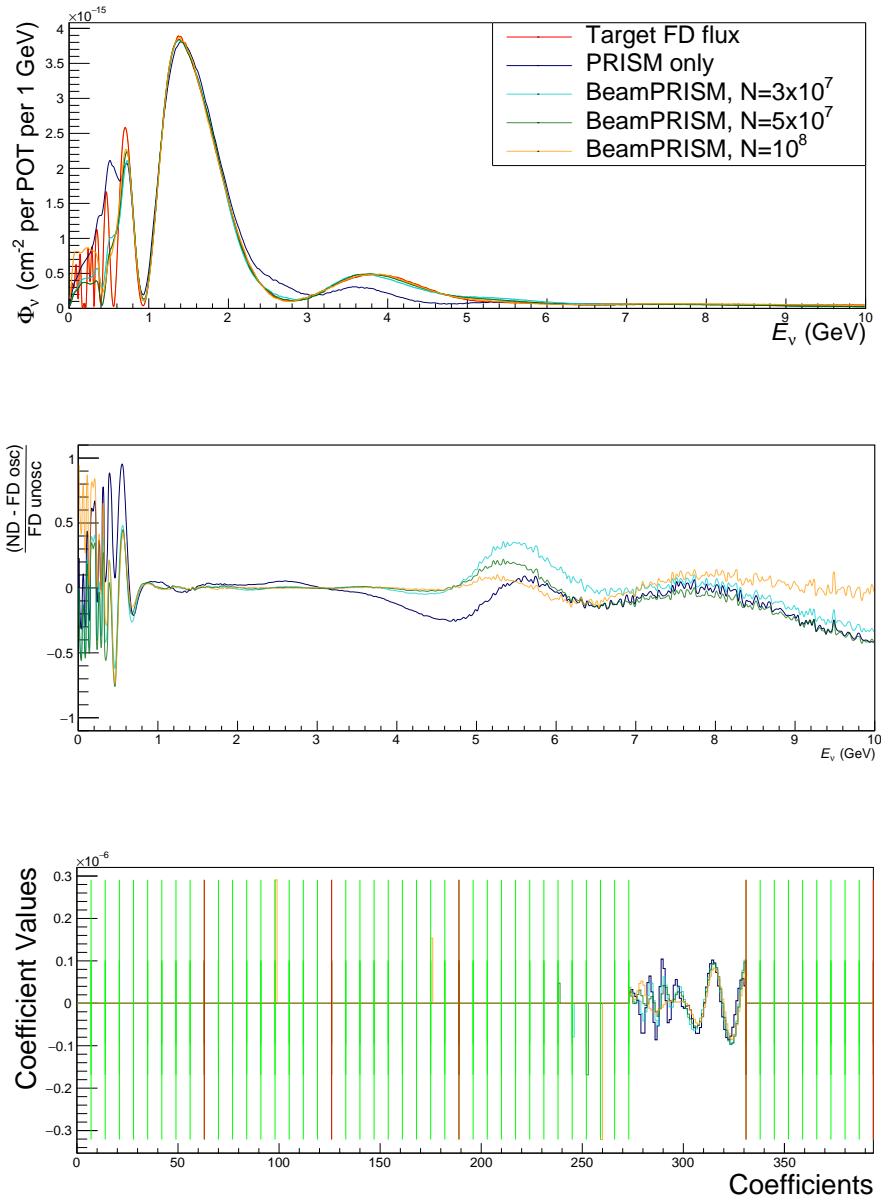 ×10⁻¹⁵
Φν (cm⁻² per POT per 1 GeV)
4
3.5
3
2.5
2
1.5
1
0.5
0
Target FD flux
PRISM only
BeamPRISM, N=3x10⁷
BeamPRISM, N=5x10⁷
BeamPRISM, N=10⁸
0 1 2 3 4 5 6 7 8 9 10
Eν (GeV)
(ND - FD osc)
FD unosc
1
0.5
0
−0.5
−1
0 1 2 3 4 5 6 7 8 9 10
Eν (GeV)
×10⁻⁶
Coefficient Values
0.3
0.2
0.1
0
−0.1
−0.2
−0.3
0 50 100 150 200 250 300 350
Coefficients